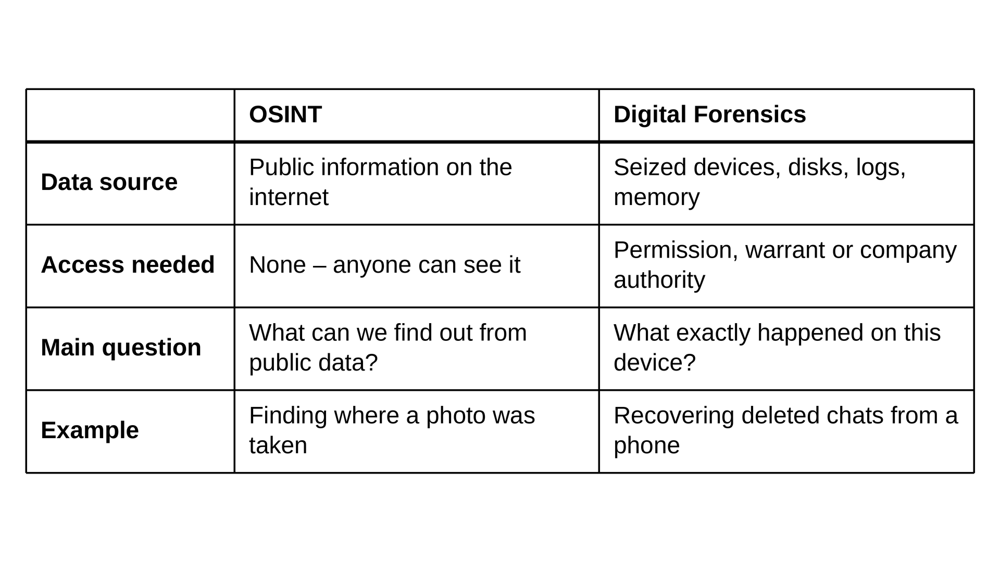 OSINT
Digital Forensics
Data source
Public information on the
internet
Seized devices, disks, logs,
memory
Access needed
None – anyone can see it
Permission, warrant or company
authority
Main question
What can we find out from
public data?
What exactly happened on this
device?
Example
Finding where a photo was
taken
Recovering deleted chats from a
phone